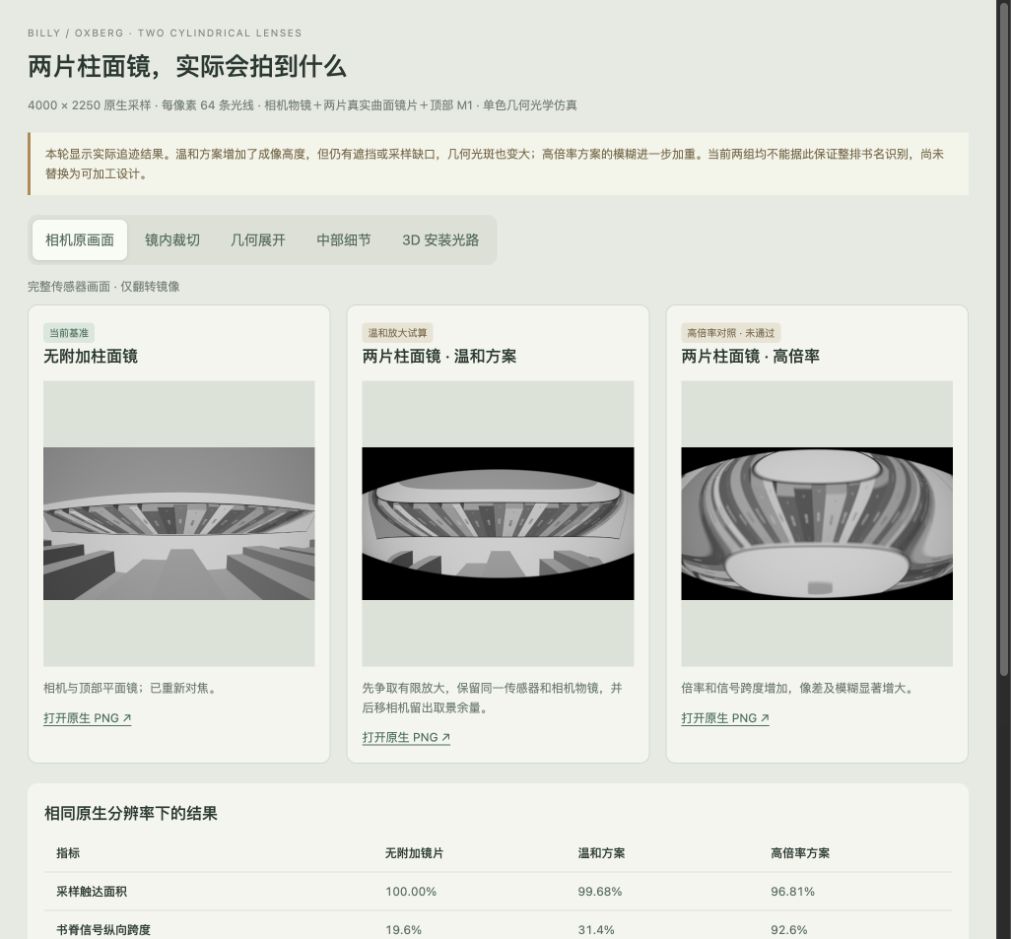 BILLY / OXBERG · TWO CYLINDRICAL LENSES
两片柱面镜，实际会拍到什么
4000 × 2250 原生采样 · 每像素 64 条光线 · 相机物镜＋两片真实曲面镜片＋顶部 M1 · 单色几何光学仿真
本轮显示实际追迹结果。温和方案增加了成像高度，但仍有遮挡或采样缺口，几何光斑也变大；高倍率方案的模糊进一步加重。当前两组均不能据此保证整排书名识别，尚未
替换为可加工设计。
相机原画面 镜内裁切 几何展开 中部细节 3D 安装光路
完整传感器画面 · 仅翻转镜像
当前基准
无附加柱面镜
相机与顶部平面镜；已重新对焦。
打开原生 PNG ↗
温和放大试算
两片柱面镜 · 温和方案
先争取有限放大，保留同一传感器和相机物镜，并
后移相机留出取景余量。
打开原生 PNG ↗
高倍率对照 · 未通过
两片柱面镜 · 高倍率
倍率和信号跨度增加，像差及模糊显著增大。
打开原生 PNG ↗
相同原生分辨率下的结果
指标 无附加镜片 温和方案 高倍率方案
采样触达面积 100.00% 99.68% 96.81%
书脊信号纵向跨度 19.6% 31.4% 92.6%